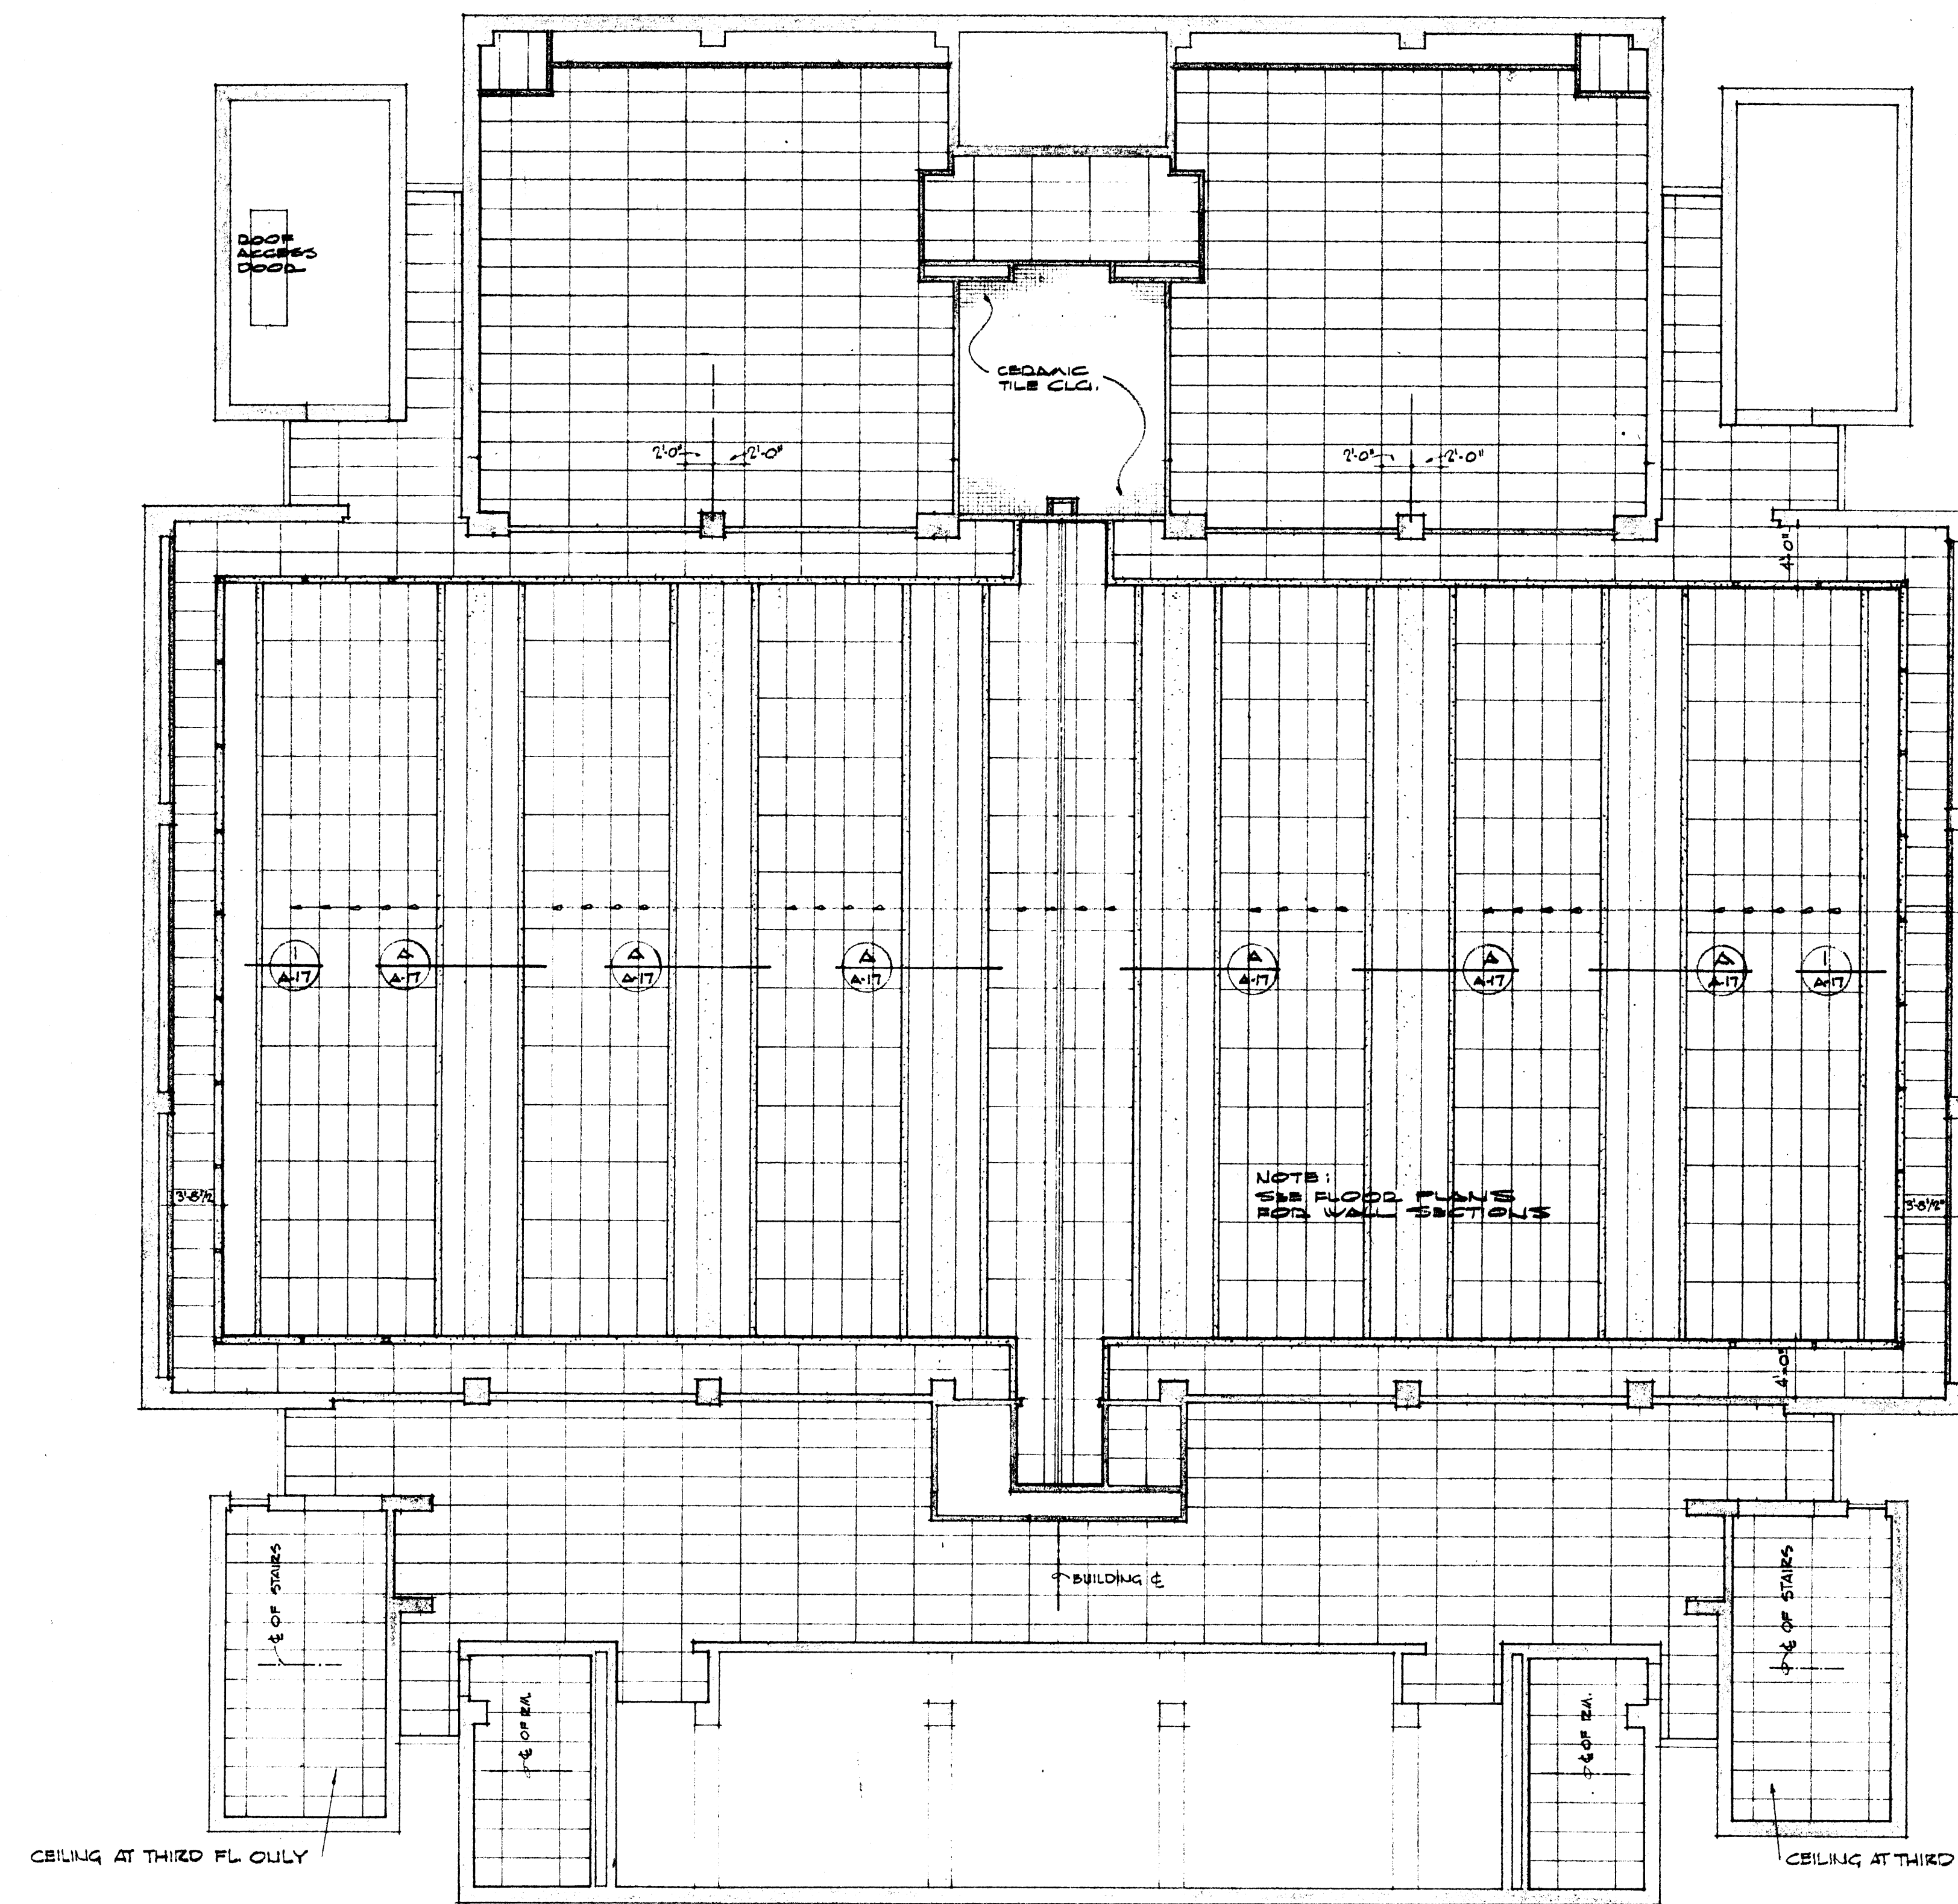 ROOF
ACCESS
DOOR
CERAMIC
TILE CLG.
2'-0"
2'-0"
2'-0"
2'-0"
4'-0"
1
A-17
A
A-17
A
A-17
A
A-17
A
A-17
A
A-17
A
A-17
1
A-17
3'-8½
NOTE:
SEE FLOOR PLANS
FOR WALL SECTIONS
3'-8½"
4'-0"
℄ OF STAIRS
BUILDING ℄
℄ OF STAIRS
℄ OF RM.
℄ OF RM.
CEILING AT THIRD FL. ONLY
CEILING AT THIRD